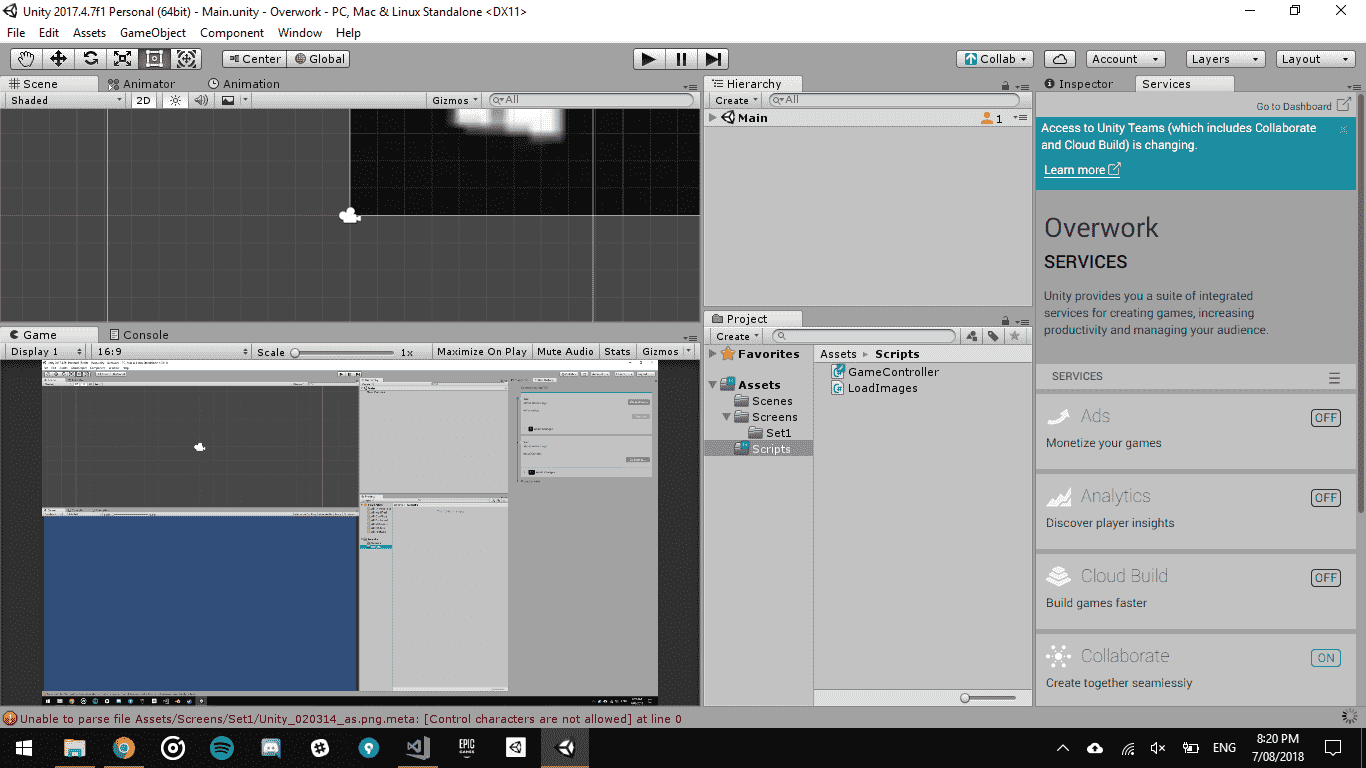 Unity 2017.4.7f1 Personal (64bit) - Main.unity - Overwork - PC, Mac & Linux Standalone <DX11>
File Edit Assets GameObject Component Window Help
Center Global Collab Account Layers Layout
Scene Animator Animation
Shaded 2D Gizmos All
Hierarchy
Create All
Main 1
Inspector Services
Go to Dashboard
Access to Unity Teams (which includes Collaborate
and Cloud Build) is changing.
Learn more
Overwork
SERVICES
Unity provides you a suite of integrated
services for creating games, increasing
productivity and managing your audience.
SERVICES
Ads OFF
Monetize your games
Analytics OFF
Discover player insights
Cloud Build OFF
Build games faster
Collaborate ON
Create together seamlessly
Game Console
Display 1 16:9 Scale 1x Maximize On Play Mute Audio Stats Gizmos
Project
Create
Favorites
Assets
Scenes
Screens
Set1
Scripts
Assets Scripts
GameController
LoadImages
Unable to parse file Assets/Screens/Set1/Unity_020314_as.png.meta: [Control characters are not allowed] at line 0
EPIC
GAMES
ENG
8:20 PM
7/08/2018